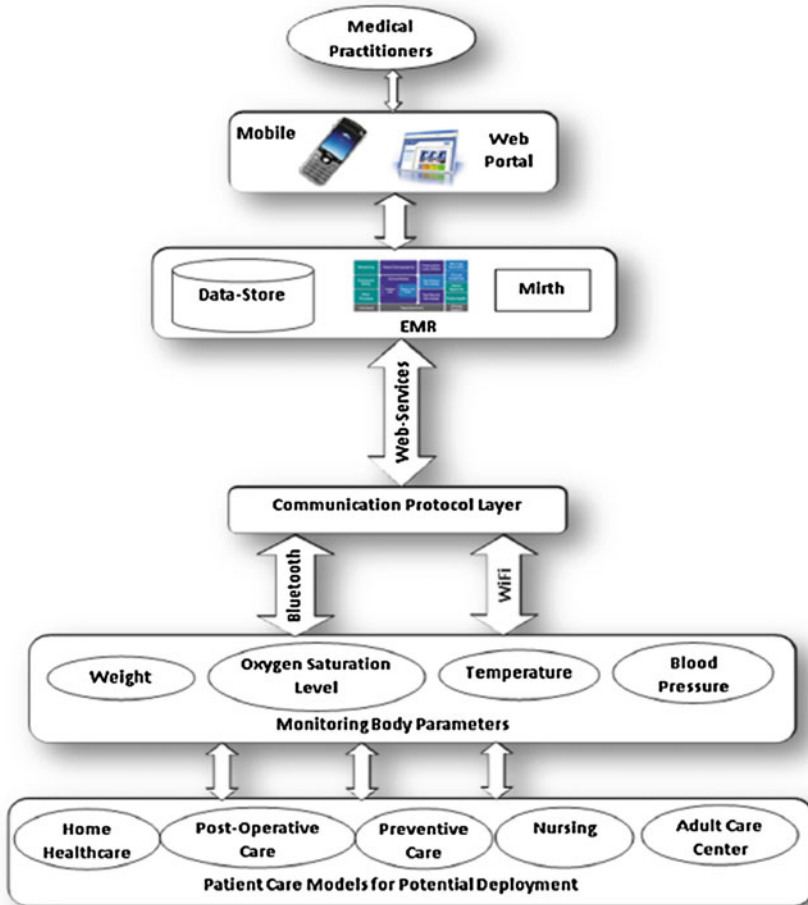 Medical
Practitioners
Mobile
Web
Portal
Data-Store
Mirth
EMR
Web-Services
Communication Protocol Layer
Bluetooth
WiFi
Weight
Oxygen Saturation
Level
Temperature
Blood
Pressure
Monitoring Body Parameters
Home
Healthcare
Post-Operative
Care
Preventive
Care
Nursing
Adult Care
Center
Patient Care Models for Potential Deployment